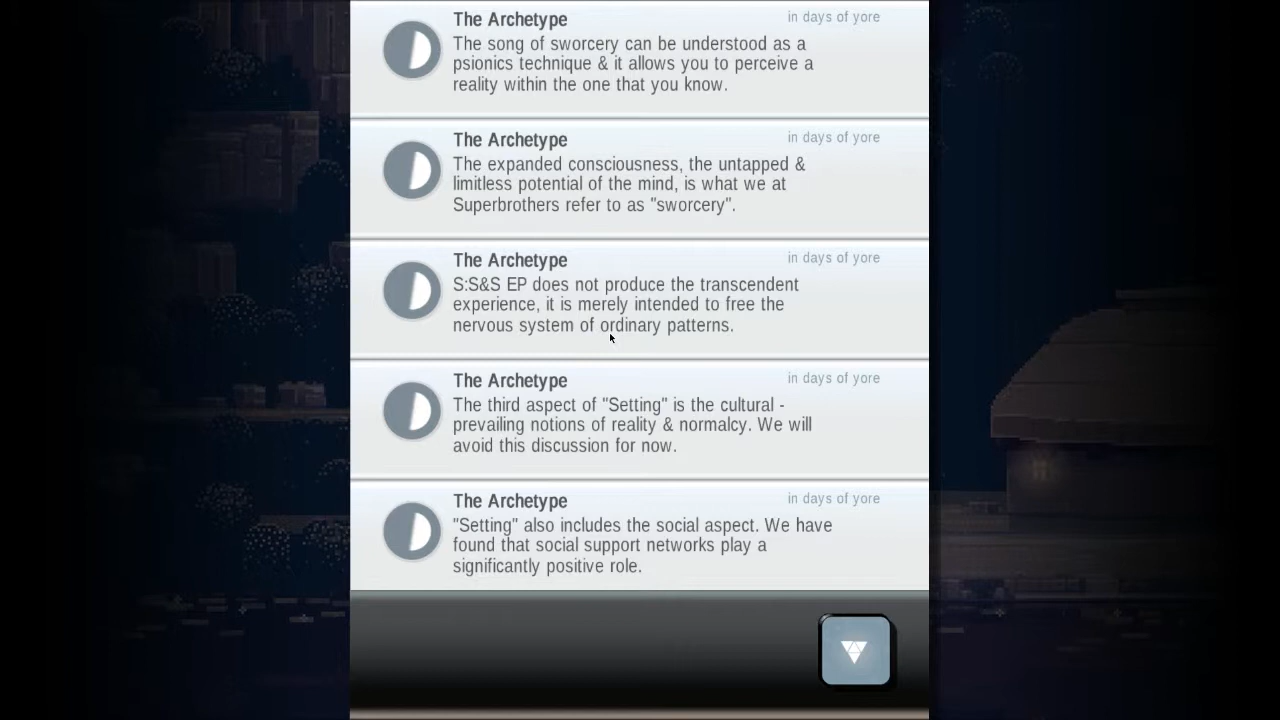 The Archetype
in days of yore
The song of sworcery can be understood as a
psionics technique & it allows you to perceive a
reality within the one that you know.
The Archetype
in days of yore
The expanded consciousness, the untapped &
limitless potential of the mind, is what we at
Superbrothers refer to as "sworcery".
The Archetype
in days of yore
S:S&S EP does not produce the transcendent
experience, it is merely intended to free the
nervous system of ordinary patterns.
The Archetype
in days of yore
The third aspect of "Setting" is the cultural -
prevailing notions of reality & normalcy. We will
avoid this discussion for now.
The Archetype
in days of yore
"Setting" also includes the social aspect. We have
found that social support networks play a
significantly positive role.